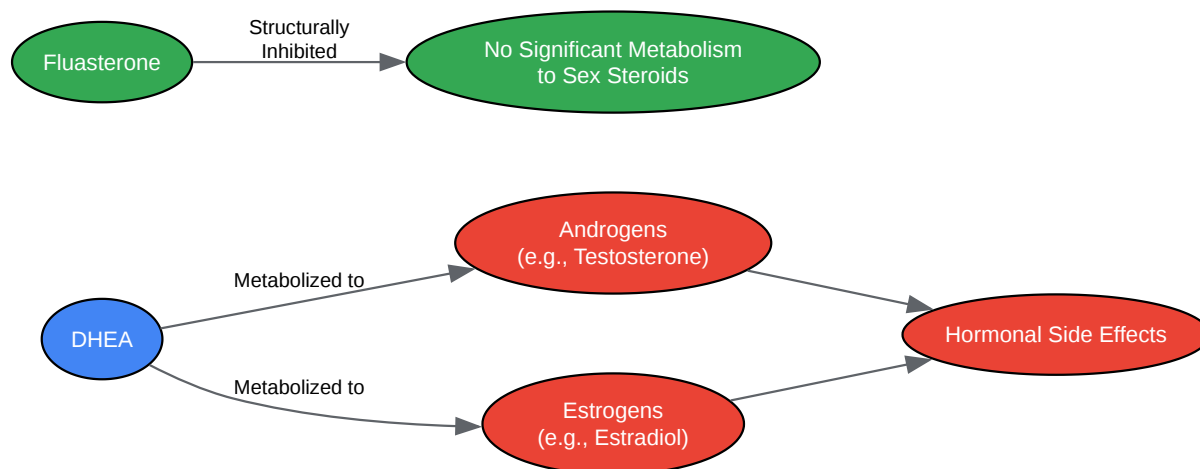 Fluasterone
Structurally
Inhibited
No Significant Metabolism
to Sex Steroids
DHEA
Metabolized to
Androgens
(e.g., Testosterone)
Metabolized to
Estrogens
(e.g., Estradiol)
Hormonal Side Effects